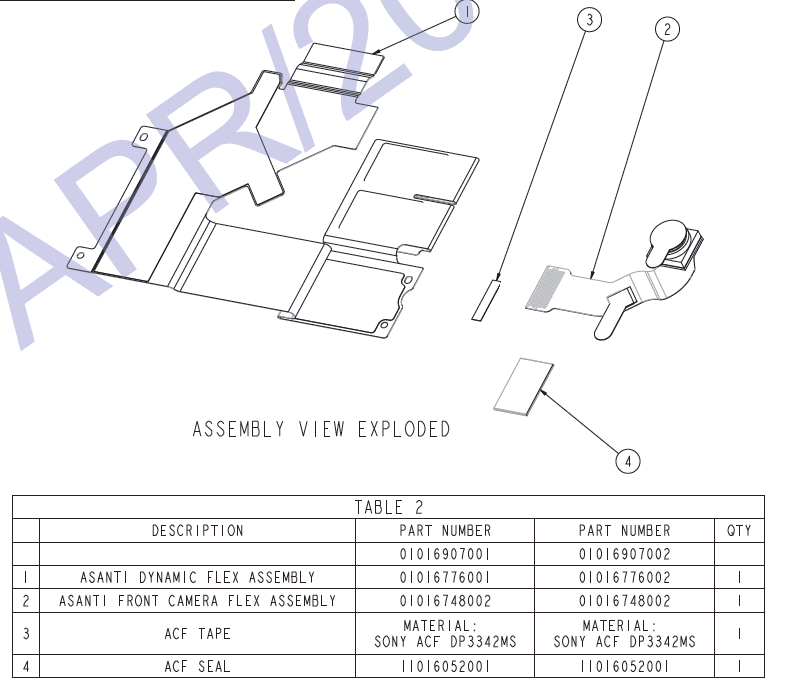 1
3
2
APR/20
4
ASSEMBLY VIEW EXPLODED
TABLE 2
DESCRIPTION PART NUMBER PART NUMBER QTY
01016907001 01016907002
1 ASANTI DYNAMIC FLEX ASSEMBLY 01016776001 01016776002 1
2 ASANTI FRONT CAMERA FLEX ASSEMBLY 01016748002 01016748002 1
3 ACF TAPE MATERIAL: SONY ACF DP3342MS MATERIAL: SONY ACF DP3342MS 1
4 ACF SEAL 11016052001 11016052001 1